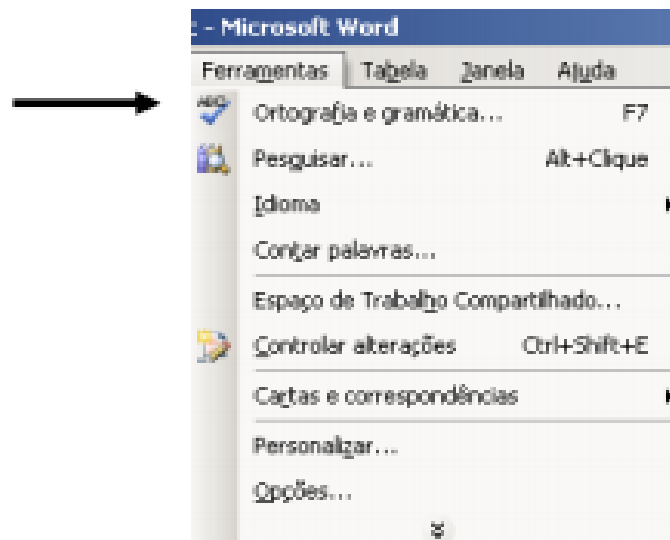 - Microsoft Word
Ferramentas Tabela Janela Ajuda
ABC
Ortografia e gramática... F7
Pesquisar... Alt+Clique
Idioma
Contar palavras...
Espaço de Trabalho Compartilhado...
Controlar alterações Ctrl+Shift+E
Cartas e correspondências
Personalizar...
Opções...